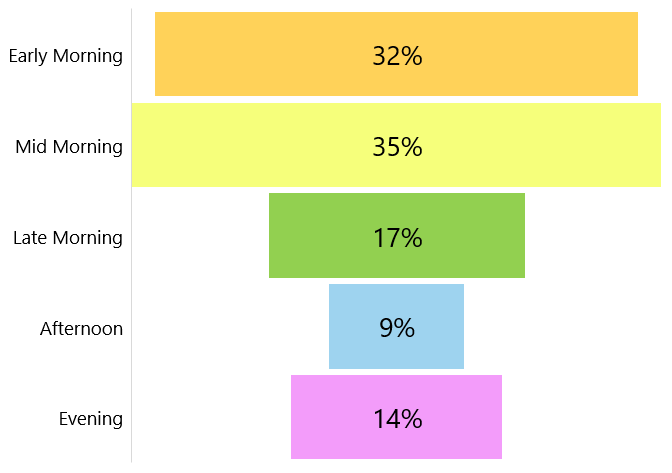 Early Morning 32%
Mid Morning 35%
Late Morning 17%
Afternoon 9%
Evening 14%